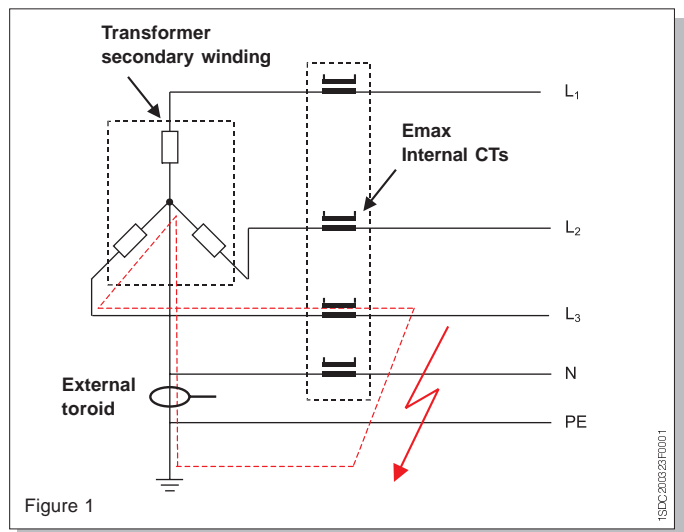 Transformer
secondary winding
L1
Emax
Internal CTs
L2
L3
External
toroid
N
PE
Figure 1
1SDC200323F0001